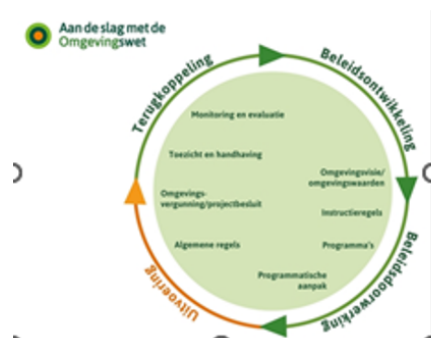 Aan de slag met de
Omgevingswet
Terugkoppeling
Beleidsontwikkeling
Monitoring en evaluatie
Toezicht en handhaving
Omgevingsvisie/
omgevingswaarden
Omgevings-
vergunning/projectbesluit
Instructieregels
Algemene regels
Programma's
Programmatische
aanpak
Uitvoering
Beleidsdoorwerking